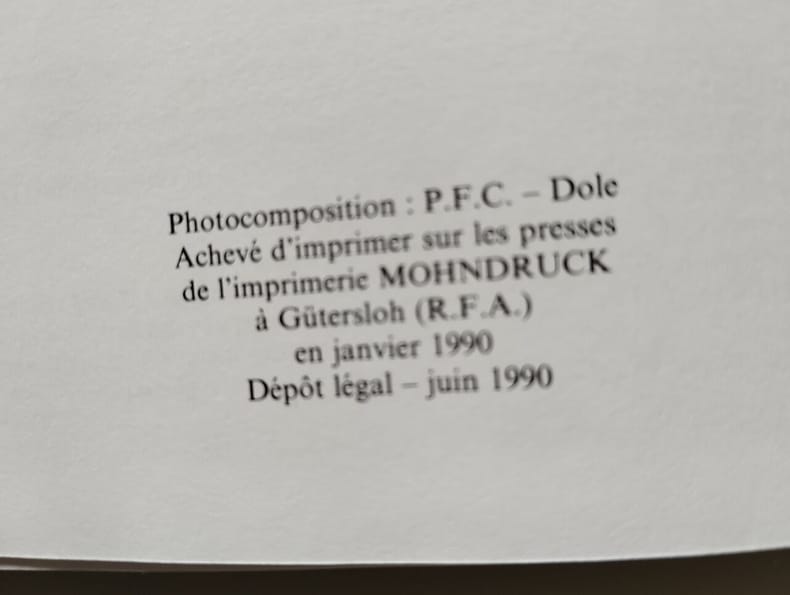 Photocomposition : P.F.C. – Dole
Achevé d'imprimer sur les presses
de l'imprimerie MOHNDRUCK
à Gütersloh (R.F.A.)
en janvier 1990
Dépôt légal – juin 1990